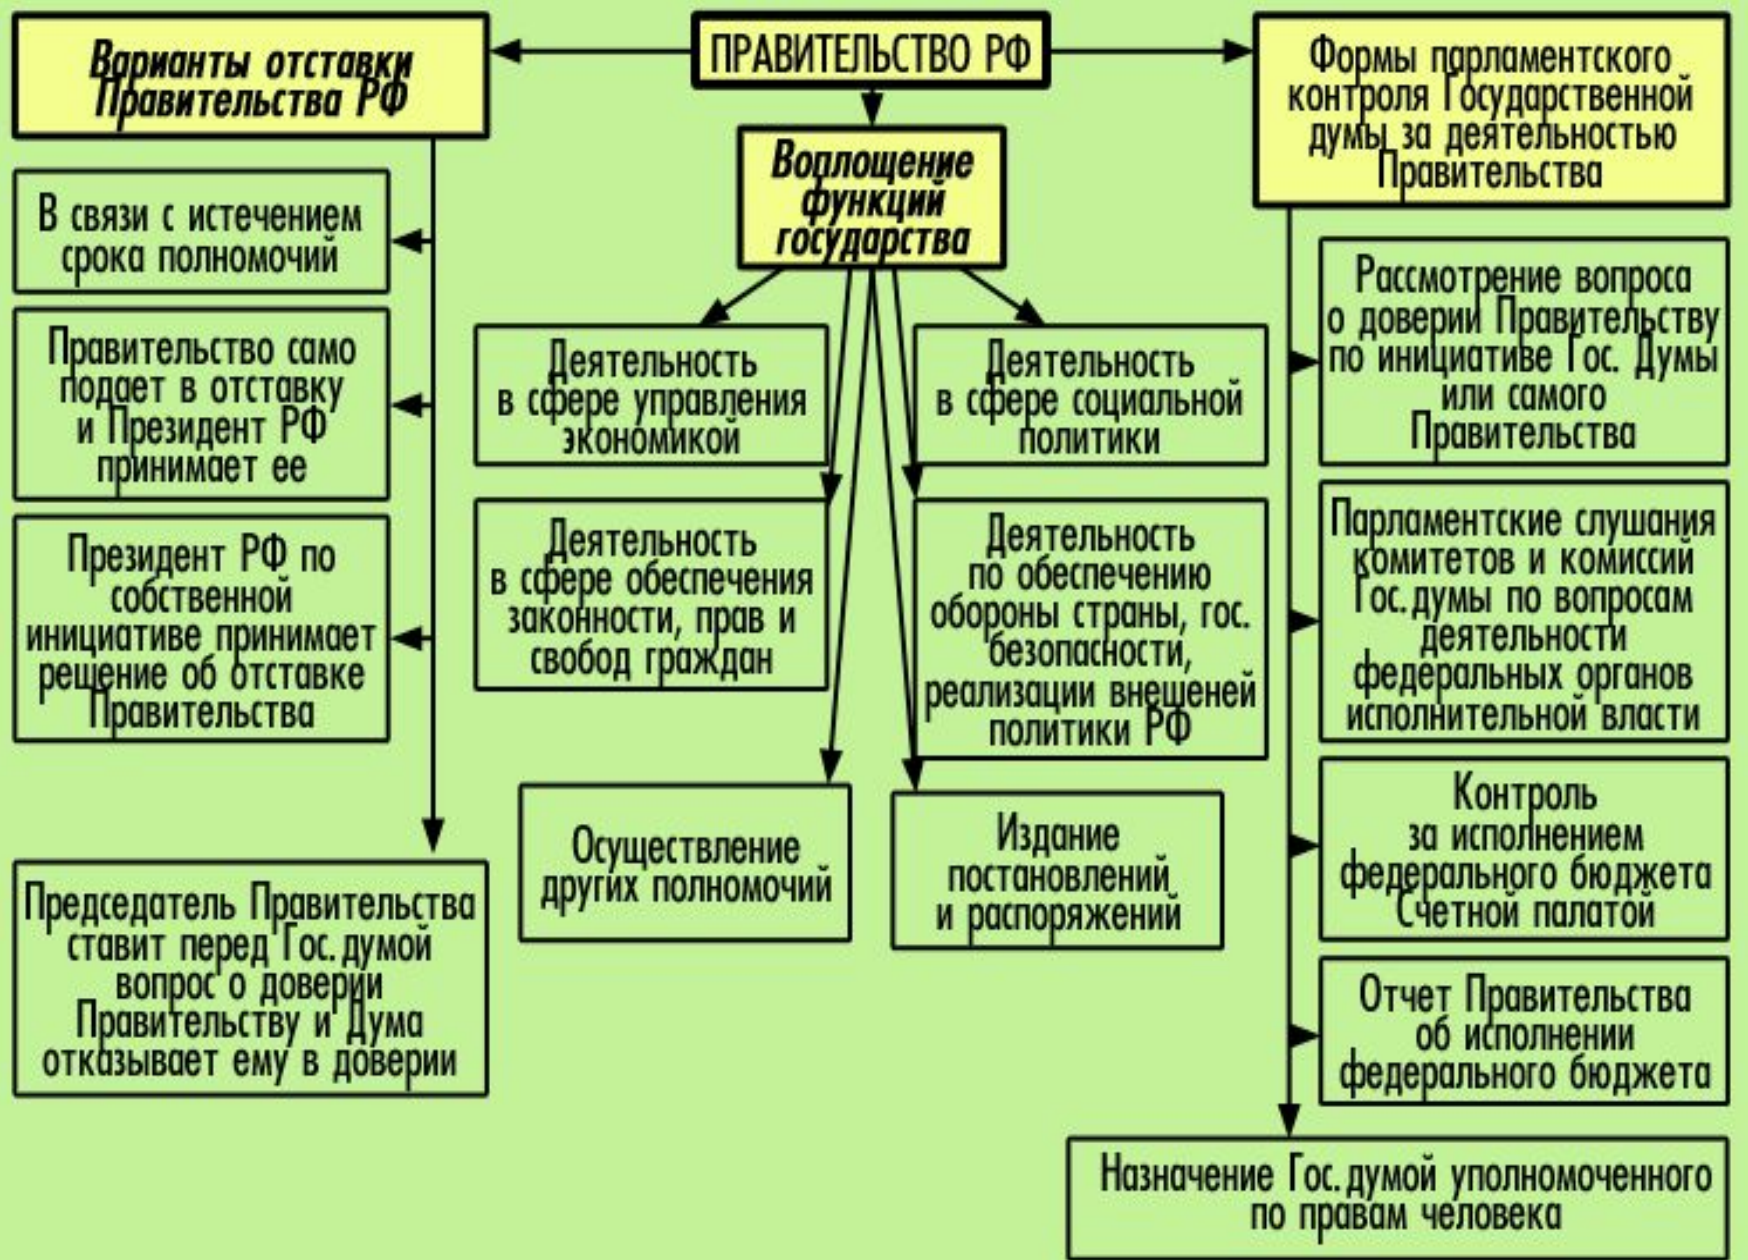 ПРАВИТЕЛЬСТВО РФ
Варианты отставки
Правительства РФ
В связи с истечением
срока полномочий
Правительство само
подает в отставку
и Президент РФ
принимает ее
Президент РФ по
собственной
инициативе принимает
решение об отставке
Правительства
Председатель Правительства
ставит перед Гос. думой
вопрос о доверии
Правительству и Дума
отказывает ему в доверии
Воплощение
функций
государства
Деятельность
в сфере управления
экономикой
Деятельность
в сфере социальной
политики
Деятельность
в сфере обеспечения
законности, прав и
свобод граждан
Деятельность
по обеспечению
обороны страны, гос.
безопасности,
реализации внешеней
политики РФ
Осуществление
других полномочий
Издание
постановлений
и распоряжений
Формы парламентского
контроля Государственной
думы за деятельностью
Правительства
Рассмотрение вопроса
о доверии Правительству
по инициативе Гос. Думы
или самого
Правительства
Парламентские слушания
комитетов и комиссий
Гос. думы по вопросам
деятельности
федеральных органов
исполнительной власти
Контроль
за исполнением
федерального бюджета
Счетной палатой
Отчет Правительства
об исполнении
федерального бюджета
Назначение Гос. думой уполномоченного
по правам человека